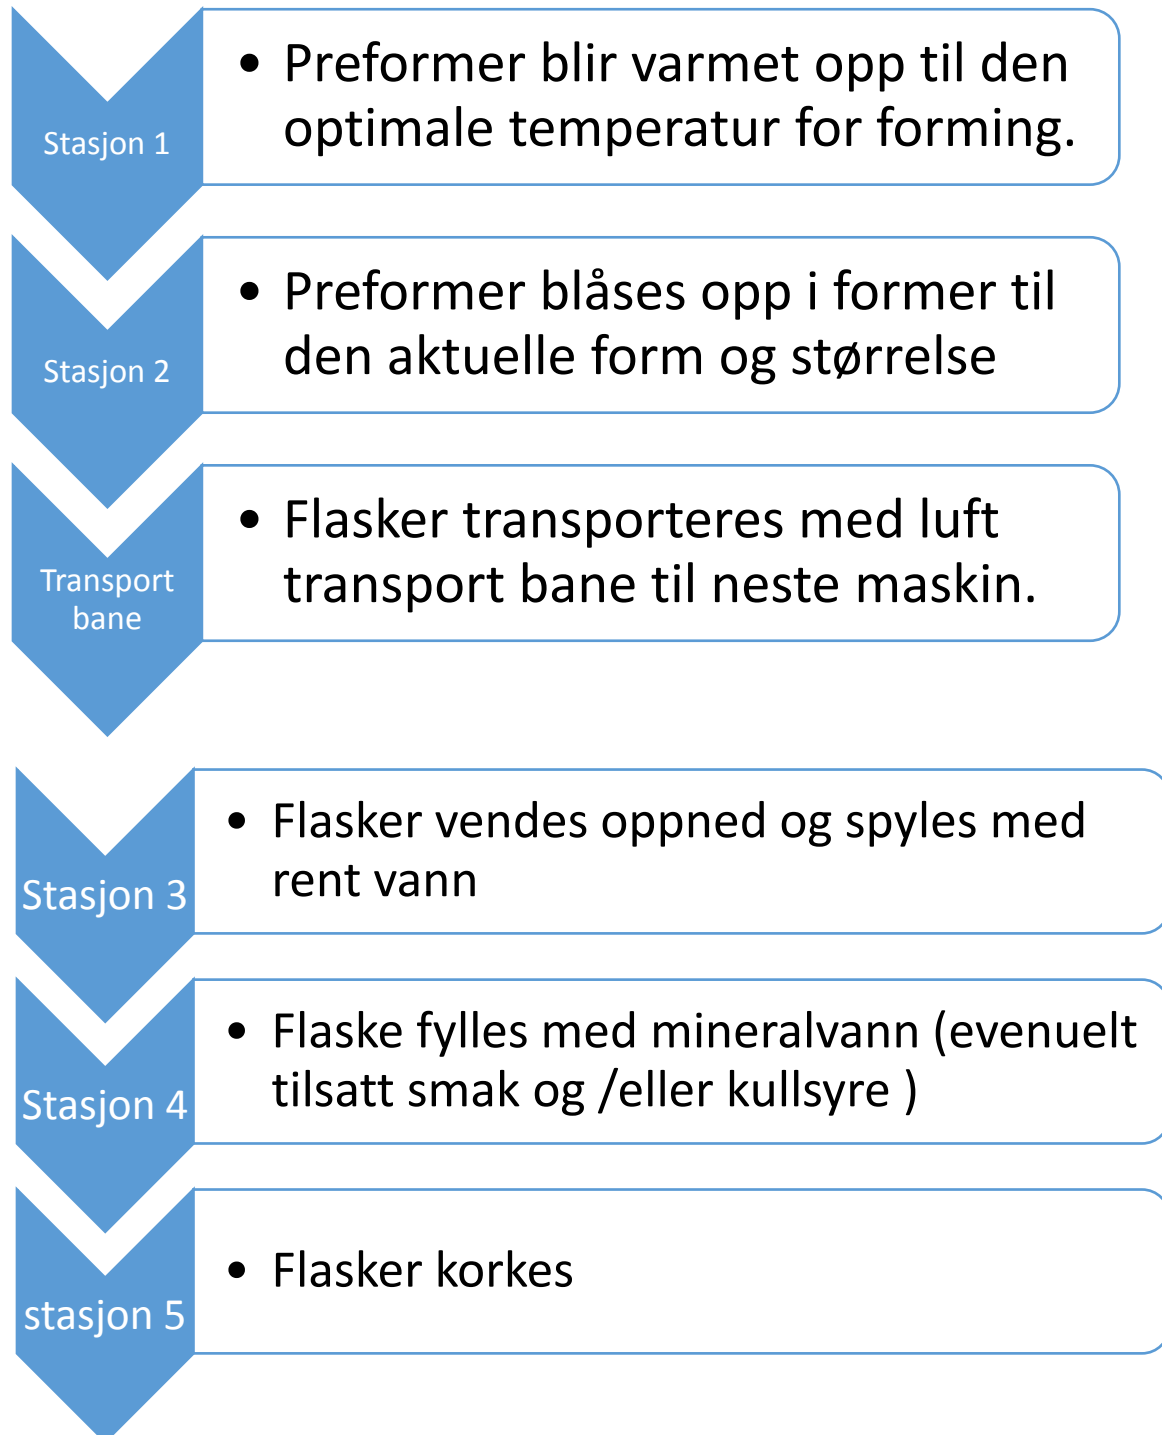 Stasjon 1
• Preformer blir varmet opp til den
optimale temperatur for forming.
Stasjon 2
• Preformer blåses opp i former til
den aktuelle form og størrelse
Transport
bane
• Flasker transporteres med luft
transport bane til neste maskin.
Stasjon 3
• Flasker vendes oppned og spyles med
rent vann
Stasjon 4
• Flaske fylles med mineralvann (evenuelt
tilsatt smak og /eller kullsyre )
stasjon 5
• Flasker korkes